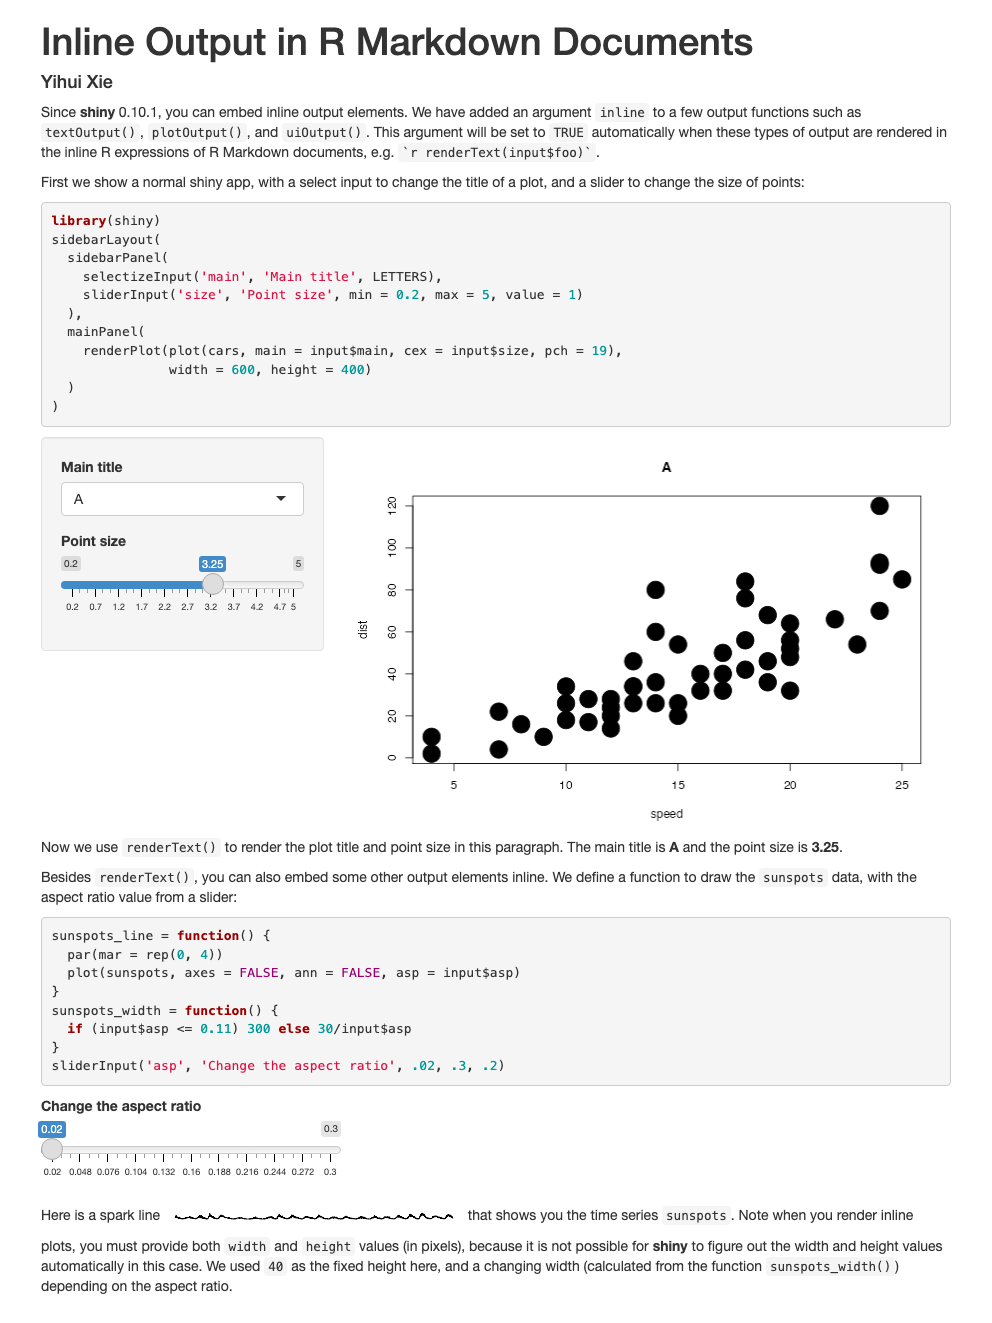 Inline Output in R Markdown Documents
Yihui Xie
Since shiny 0.10.1, you can embed inline output elements. We have added an argument inline to a few output functions such as
textOutput() , plotOutput() , and uiOutput() . This argument will be set to TRUE automatically when these types of output are rendered in
the inline R expressions of R Markdown documents, e.g. `r renderText(input$foo)` .
First we show a normal shiny app, with a select input to change the title of a plot, and a slider to change the size of points:
library(shiny)
sidebarLayout(
  sidebarPanel(
    selectizeInput('main', 'Main title', LETTERS),
    sliderInput('size', 'Point size', min = 0.2, max = 5, value = 1)
  ),
  mainPanel(
    renderPlot(plot(cars, main = input$main, cex = input$size, pch = 19),
               width = 600, height = 400)
  )
)
Main title
A
Point size
0.2 3.25 5
0.2 0.7 1.2 1.7 2.2 2.7 3.2 3.7 4.2 4.7 5
A
120
100
80
60
40
20
0
dist
5 10 15 20 25
speed
Now we use renderText() to render the plot title and point size in this paragraph. The main title is A and the point size is 3.25.
Besides renderText() , you can also embed some other output elements inline. We define a function to draw the sunspots data, with the
aspect ratio value from a slider:
sunspots_line = function() {
  par(mar = rep(0, 4))
  plot(sunspots, axes = FALSE, ann = FALSE, asp = input$asp)
}
sunspots_width = function() {
  if (input$asp <= 0.11) 300 else 30/input$asp
}
sliderInput('asp', 'Change the aspect ratio', .02, .3, .2)
Change the aspect ratio
0.02 0.3
0.02 0.048 0.076 0.104 0.132 0.16 0.188 0.216 0.244 0.272 0.3
Here is a spark line that shows you the time series sunspots . Note when you render inline
plots, you must provide both width and height values (in pixels), because it is not possible for shiny to figure out the width and height values
automatically in this case. We used 40 as the fixed height here, and a changing width (calculated from the function sunspots_width() )
depending on the aspect ratio.